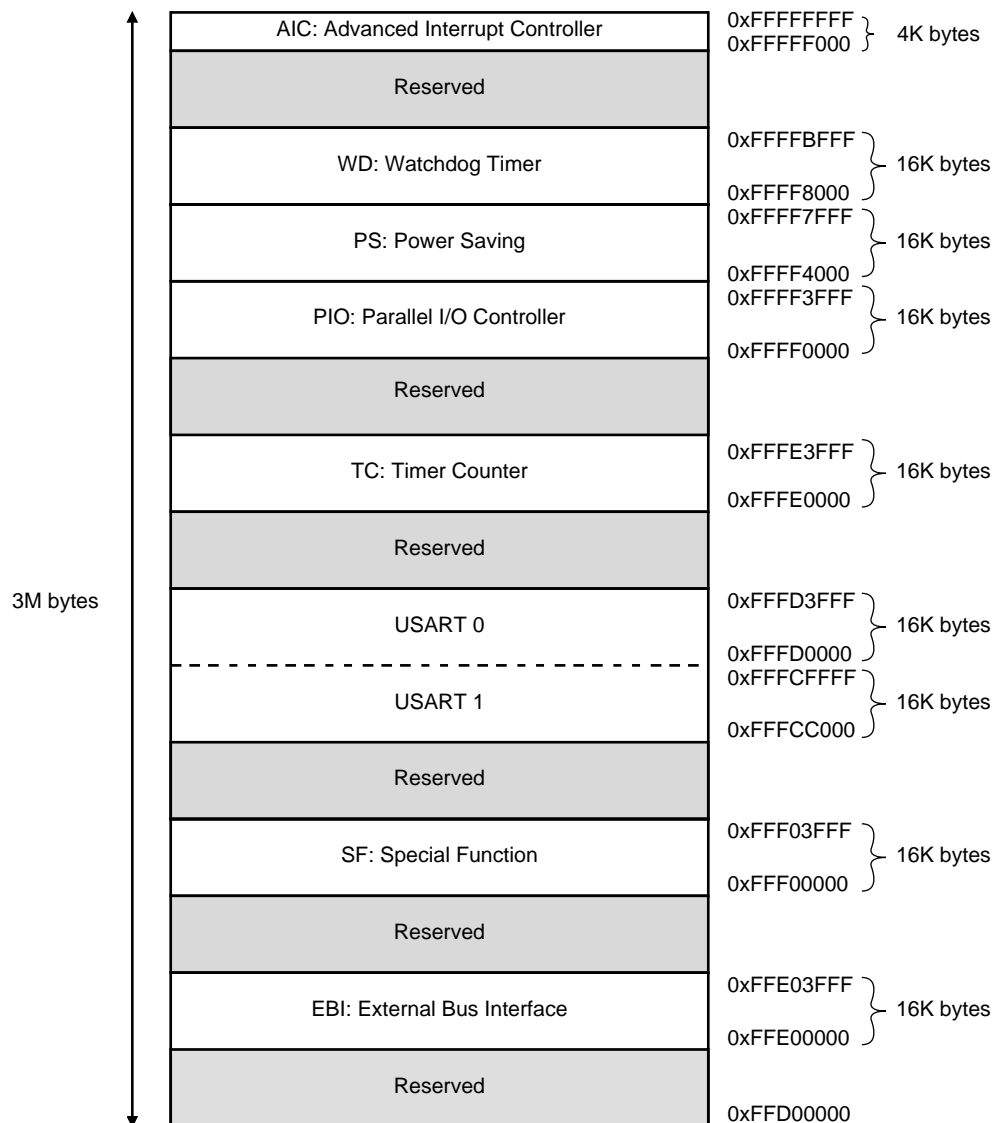 AIC: Advanced Interrupt Controller
0xFFFFFFFF
0xFFFFF000
4K bytes
Reserved
WD: Watchdog Timer
0xFFFFBFFF
0xFFFF8000
16K bytes
PS: Power Saving
0xFFFF7FFF
0xFFFF4000
16K bytes
PIO: Parallel I/O Controller
0xFFFF3FFF
0xFFFF0000
16K bytes
Reserved
TC: Timer Counter
0xFFFE3FFF
0xFFFE0000
16K bytes
Reserved
3M bytes
USART 0
0xFFFD3FFF
0xFFFD0000
16K bytes
USART 1
0xFFFCFFFF
0xFFFCC000
16K bytes
Reserved
SF: Special Function
0xFFF03FFF
0xFFF00000
16K bytes
Reserved
EBI: External Bus Interface
0xFFE03FFF
0xFFE00000
16K bytes
Reserved
0xFFD00000